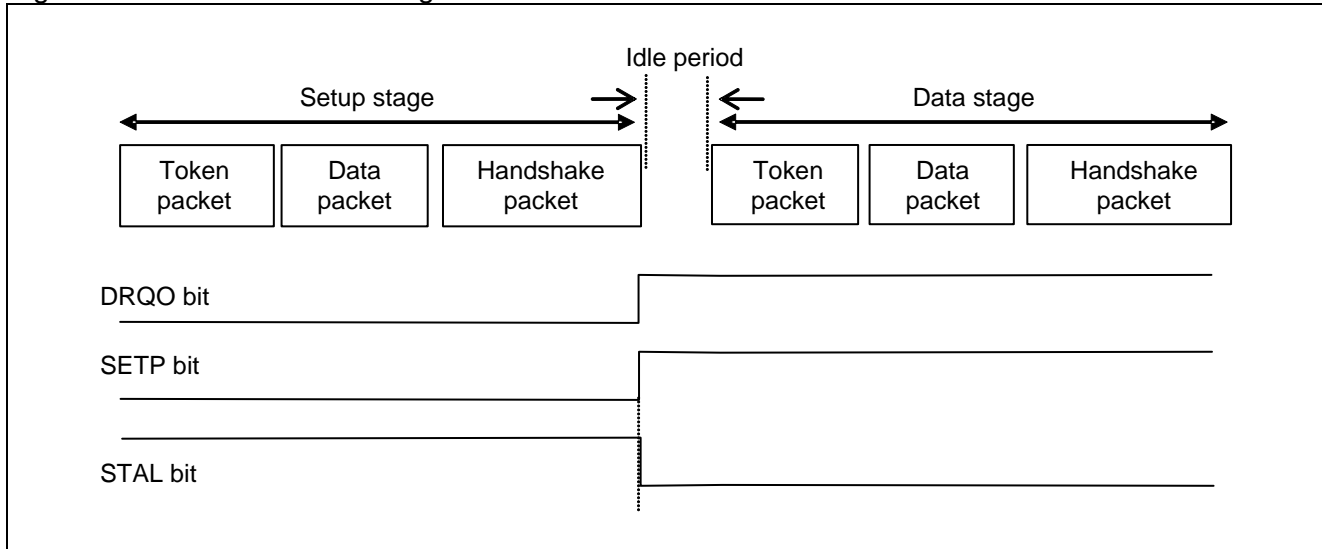 Idle period
Setup stage
Data stage
Token
packet
Data
packet
Handshake
packet
Token
packet
Data
packet
Handshake
packet
DRQO bit
SETP bit
STAL bit